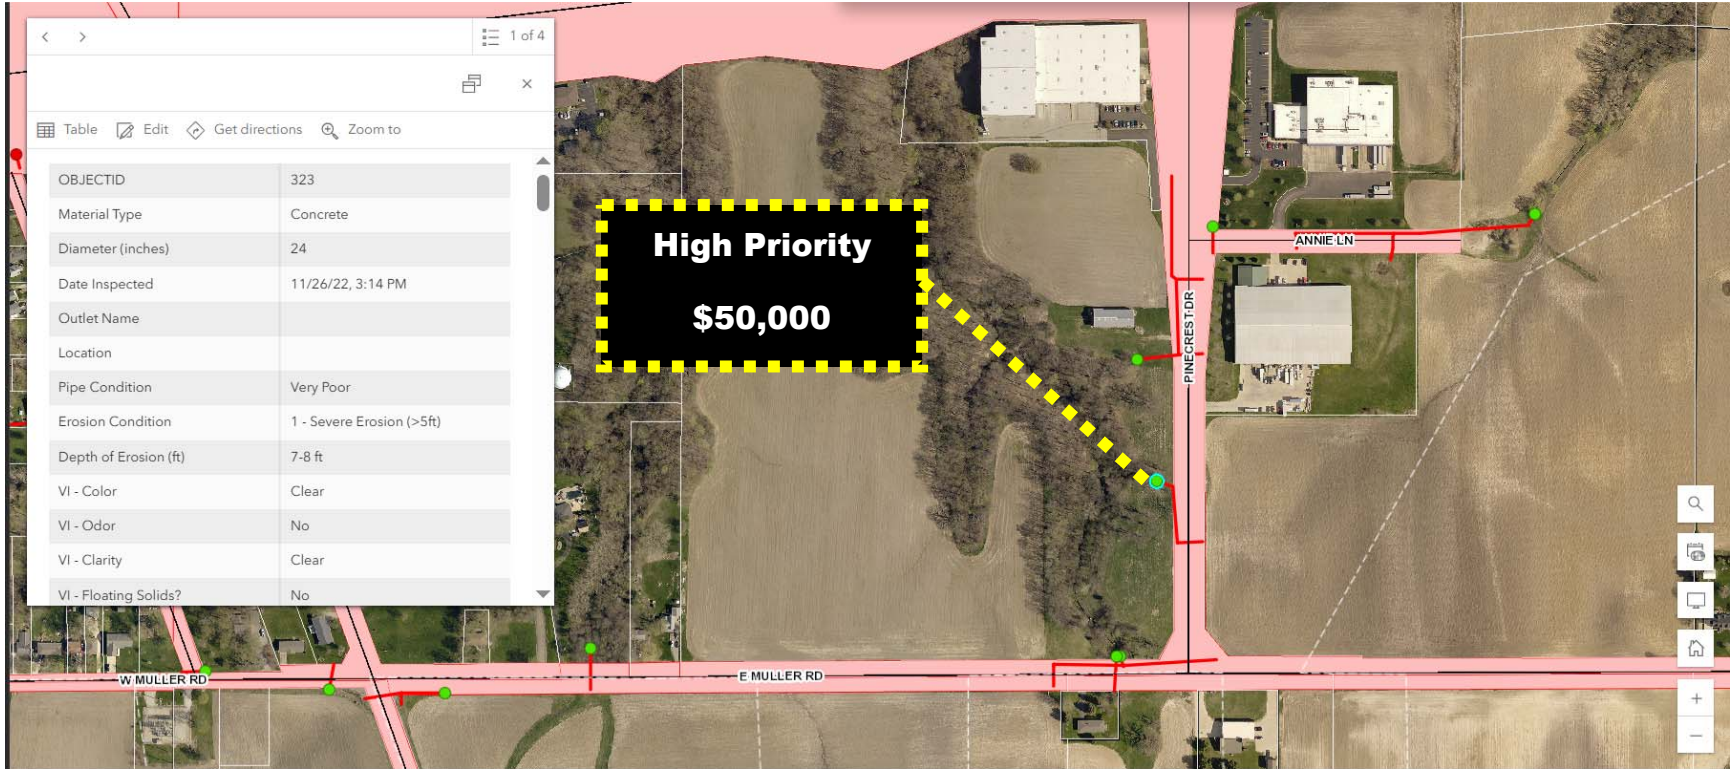 1 of 4
Table Edit Get directions Zoom to
OBJECTID 323
Material Type Concrete
Diameter (inches) 24
Date Inspected 11/26/22, 3:14 PM
Outlet Name
Location
Pipe Condition Very Poor
Erosion Condition 1 - Severe Erosion (>5ft)
Depth of Erosion (ft) 7-8 ft
VI - Color Clear
VI - Odor No
VI - Clarity Clear
VI - Floating Solids? No
High Priority
$50,000
ANNIE LN
PINECREST DR
W MULLER RD
E MULLER RD